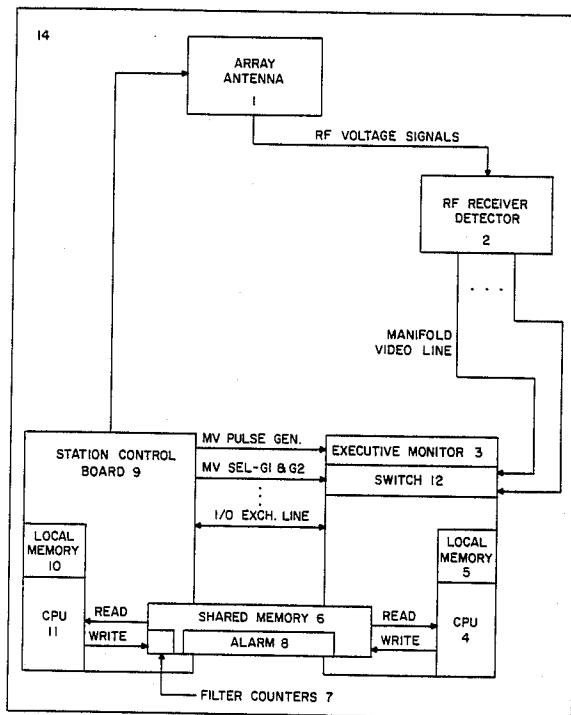 14
ARRAY
ANTENNA
1
RF VOLTAGE SIGNALS
RF RECEIVER
DETECTOR
2
. . .
MANIFOLD
VIDEO LINE
STATION CONTROL
BOARD 9
MV PULSE GEN.
EXECUTIVE MONITOR 3
MV SEL-G1 & G2
SWITCH 12
I/O EXCH. LINE
LOCAL
MEMORY
10
LOCAL
MEMORY
5
CPU
11
READ
WRITE
SHARED MEMORY 6
ALARM 8
READ
WRITE
CPU
4
FILTER COUNTERS 7